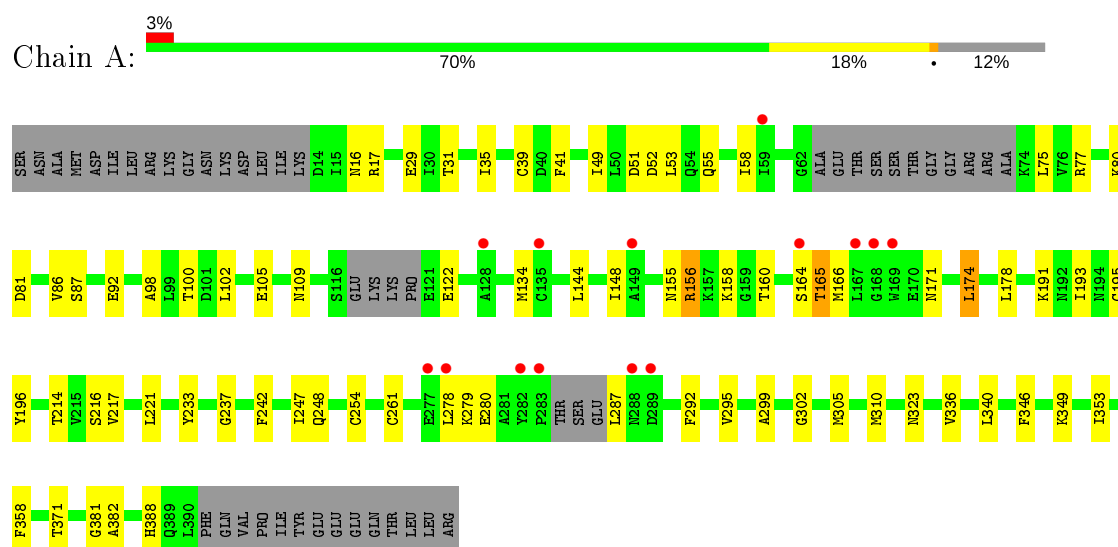 3%
Chain A:
70% 18% • 12%
SER ASN ALA MET ASP ILE LEU ARG LYS GLY ASN LYS ASP LEU ILE LYS D14 I15 N16 R17 E29 I30 T31 I35 C39 D40 F41 I49 L50 D51 D52 L53 Q54 Q55 I58 I59 G62 ALA GLU THR SER SER THR GLY GLY ARG ARG ALA K74 L75 V76 R77 K80
D81 V86 S87 E92 A98 L99 T100 D101 L102 E105 N109 S116 GLU LYS LYS PRO E121 E122 A128 M134 C135 L144 I148 A149 N155 R156 K157 K158 G159 T160 S164 T165 M166 L167 G168 W169 E170 N171 L174 L178 K191 N192 I193 N194 C195
Y196 T214 V215 S216 V217 L221 Y233 G237 F242 I247 Q248 C254 C261 E277 L278 K279 E280 A281 Y282 P283 THR SER GLU L287 N288 D289 F292 V295 A299 G302 M305 M310 N323 V336 L340 F346 K349 I353
F358 T371 G381 A382 H388 Q389 L390 PHE GLN VAL PRO ILE TYR GLU GLU GLU GLN THR LEU LEU ARG